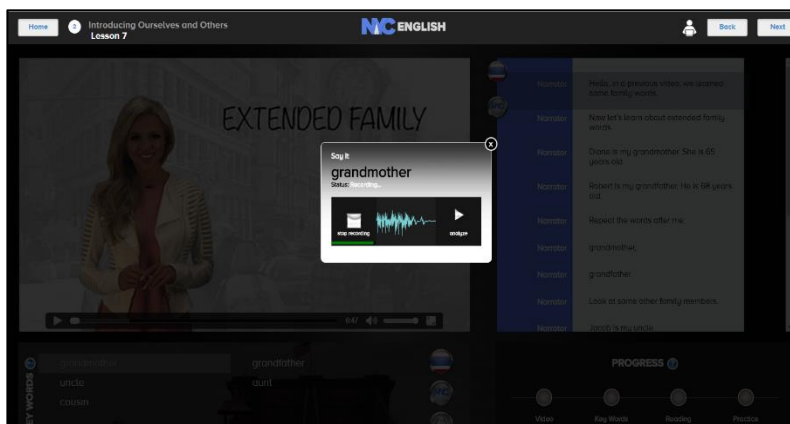 Home
2
Introducing Ourselves and Others
Lesson 7
NYC ENGLISH
Back
Next
EXTENDED FAMILY
Say It
grandmother
Status: Recording...
X
stop recording
analyze
0:47
Narrator
Hello, in a previous video, we learned
some family words.
Narrator
Now let's learn about extended family
words.
Narrator
Diane is my grandmother. She is 65
years old.
Narrator
Robert is my grandfather. He is 68 years
old.
Narrator
Repeat the words after me.
Narrator
grandmother,
Narrator
grandfather
Narrator
Look at some other family members.
Narrator
Jacob is my uncle.
KEY WORDS
grandmother
grandfather
uncle
aunt
cousin
PROGRESS
Video
Key Words
Reading
Practice